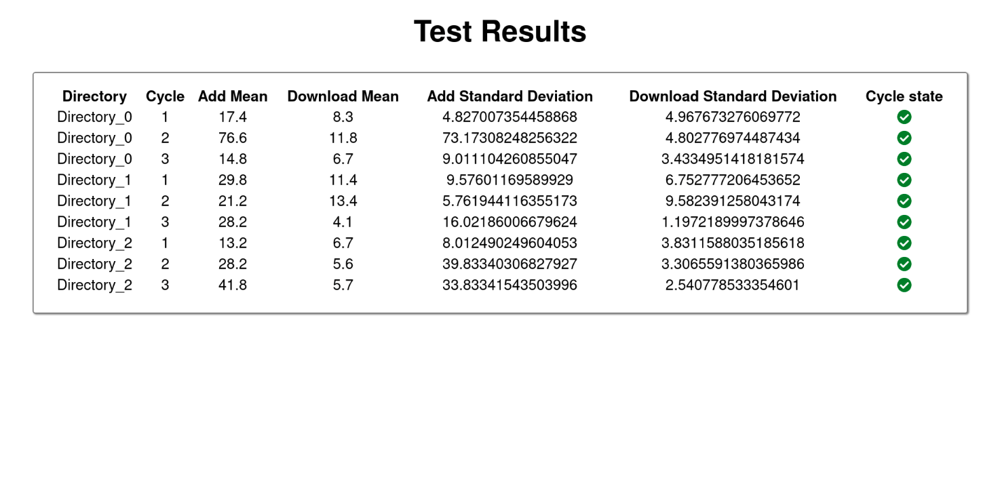 Test Results
Directory Cycle Add Mean Download Mean Add Standard Deviation Download Standard Deviation Cycle state
Directory_0 1 17.4 8.3 4.827007354458868 4.967673276069772
Directory_0 2 76.6 11.8 73.17308248256322 4.802776974487434
Directory_0 3 14.8 6.7 9.011104260855047 3.4334951418181574
Directory_1 1 29.8 11.4 9.57601169589929 6.752777206453652
Directory_1 2 21.2 13.4 5.761944116355173 9.582391258043174
Directory_1 3 28.2 4.1 16.02186006679624 1.1972189997378646
Directory_2 1 13.2 6.7 8.012490249604053 3.8311588035185618
Directory_2 2 28.2 5.6 39.83340306827927 3.3065591380365986
Directory_2 3 41.8 5.7 33.83341543503996 2.540778533354601